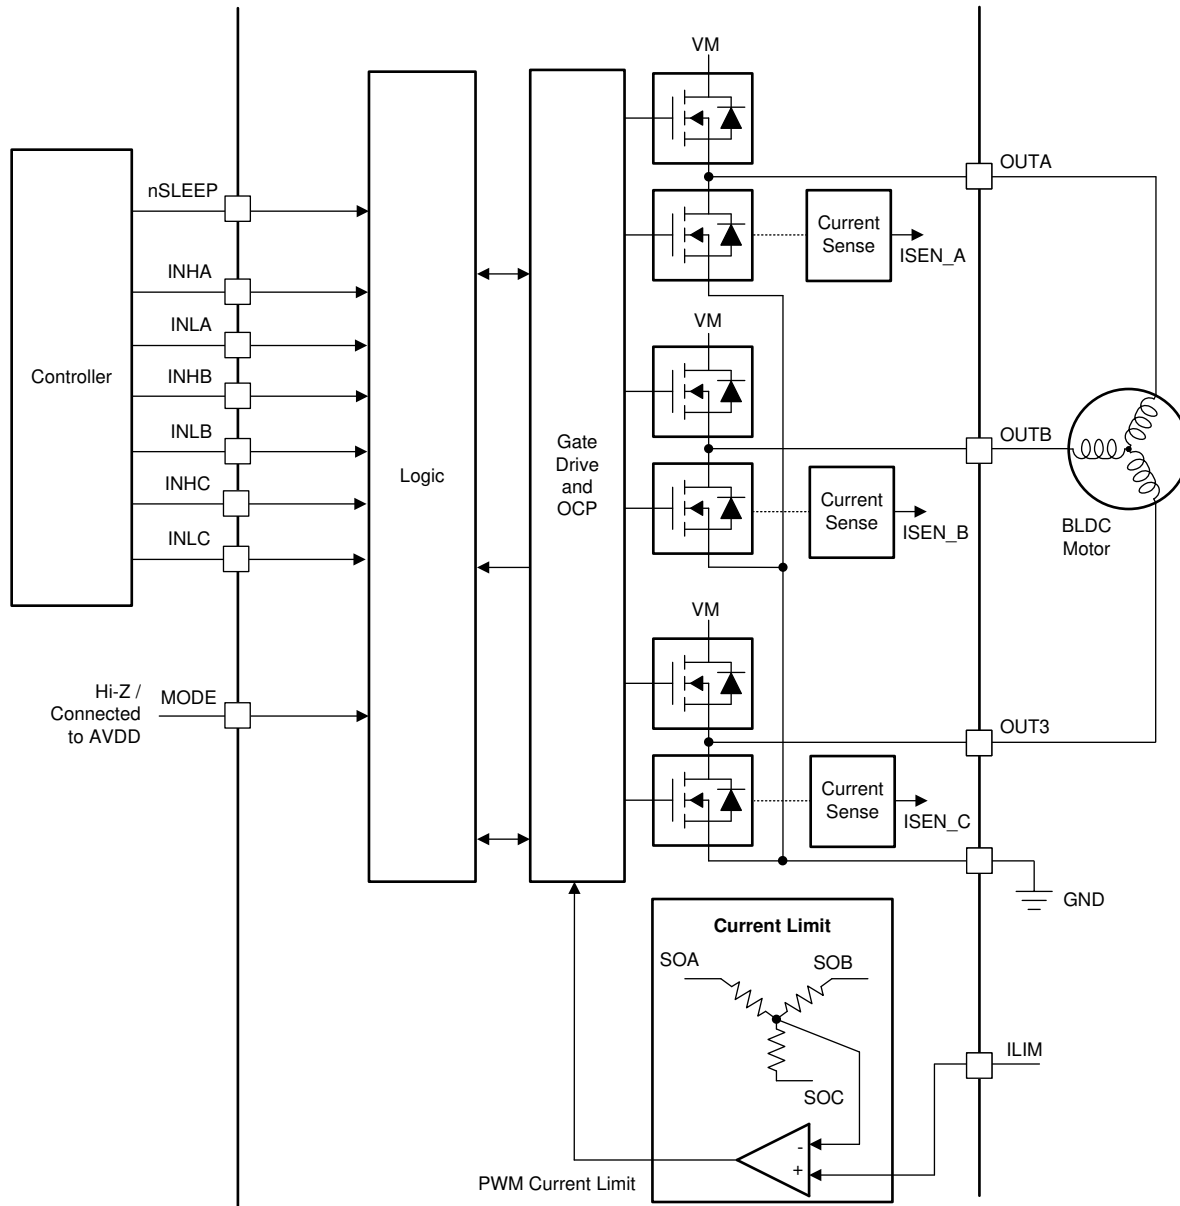 VM
OUTA
nSLEEP
Current
Sense
ISEN_A
INHA
INLA
VM
Controller
INHB
INLB
INHC
INLC
Logic
Gate
Drive
and
OCP
OUTB
Current
Sense
ISEN_B
BLDC
Motor
VM
Hi-Z /
Connected
to AVDD
MODE
OUT3
Current
Sense
ISEN_C
GND
Current Limit
SOA
SOB
SOC
ILIM
-
+
PWM Current Limit